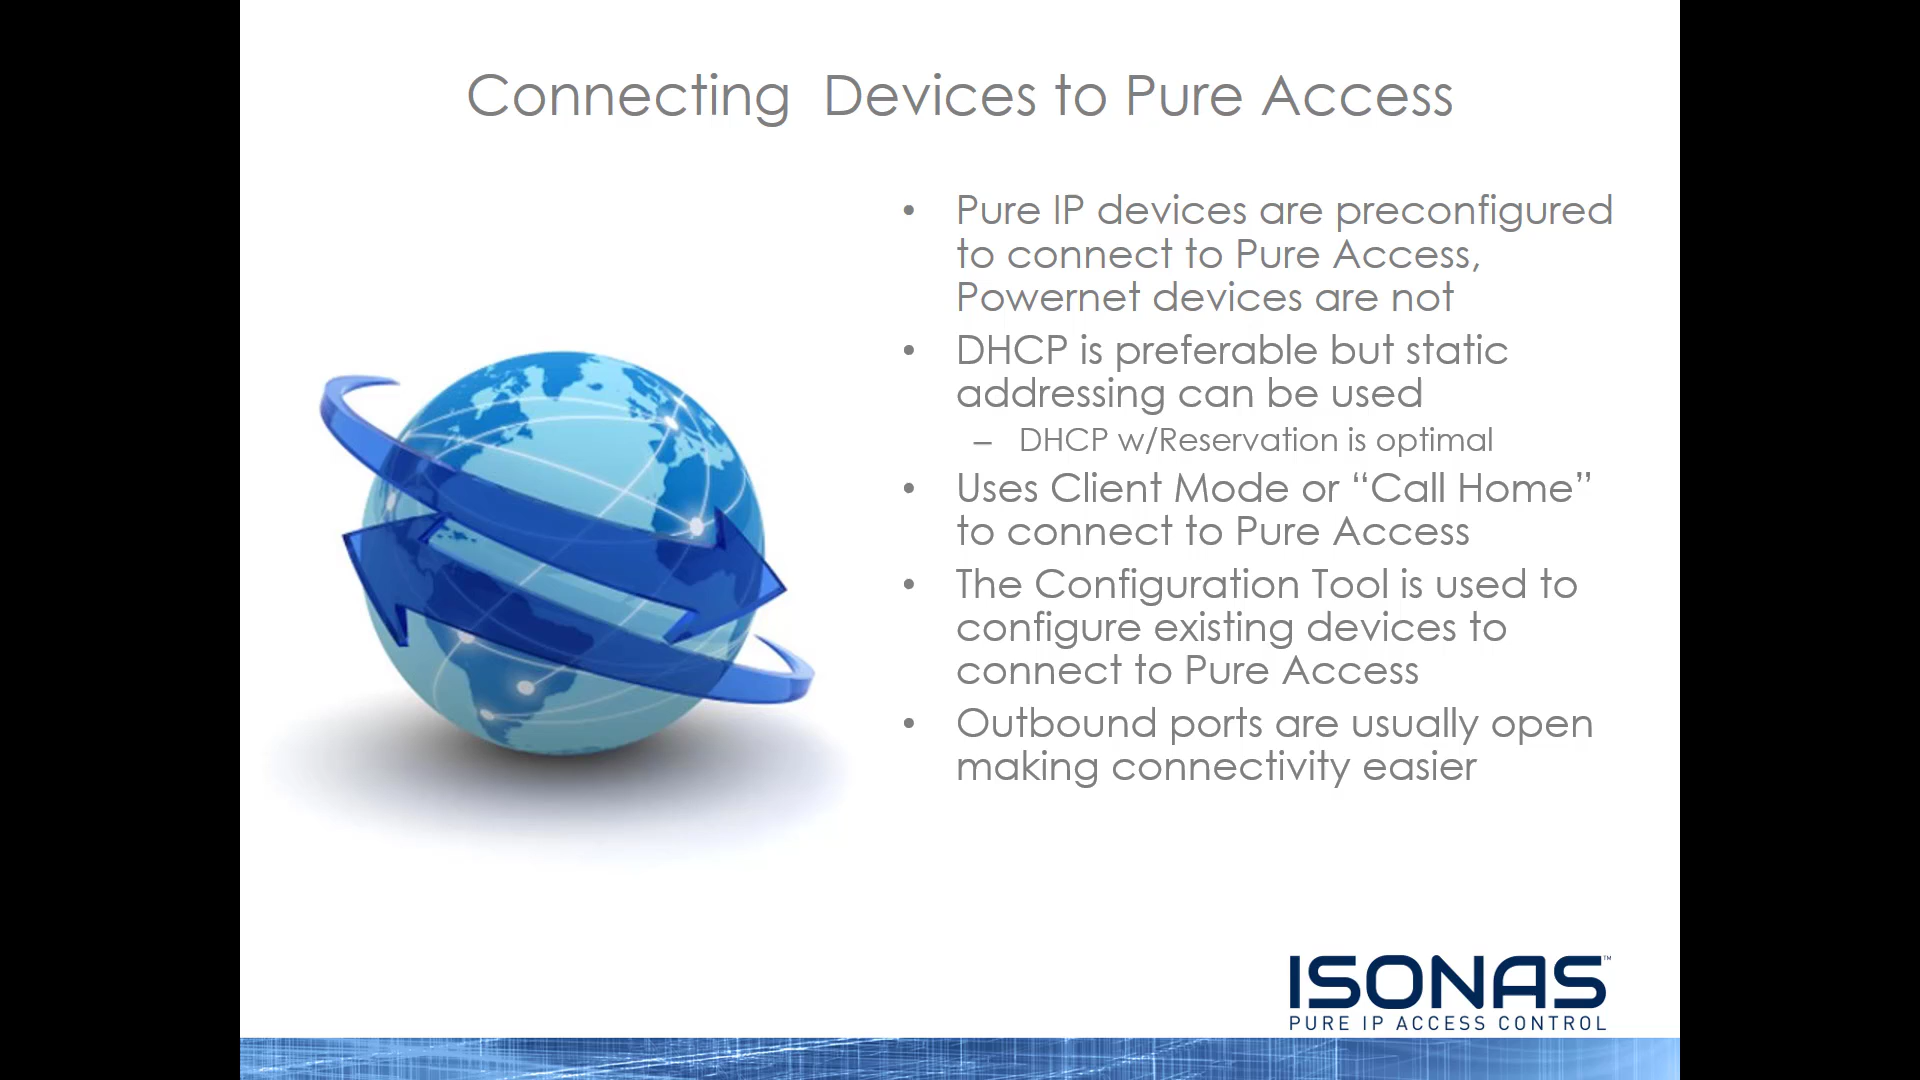 Connecting  Devices to Pure Access
• Pure IP devices are preconfigured
to connect to Pure Access,
Powernet devices are not
• DHCP is preferable but static
addressing can be used
– DHCP w/Reservation is optimal
• Uses Client Mode or “Call Home”
to connect to Pure Access
• The Configuration Tool is used to
configure existing devices to
connect to Pure Access
• Outbound ports are usually open
making connectivity easier
ISONAS™
PURE IP ACCESS CONTROL